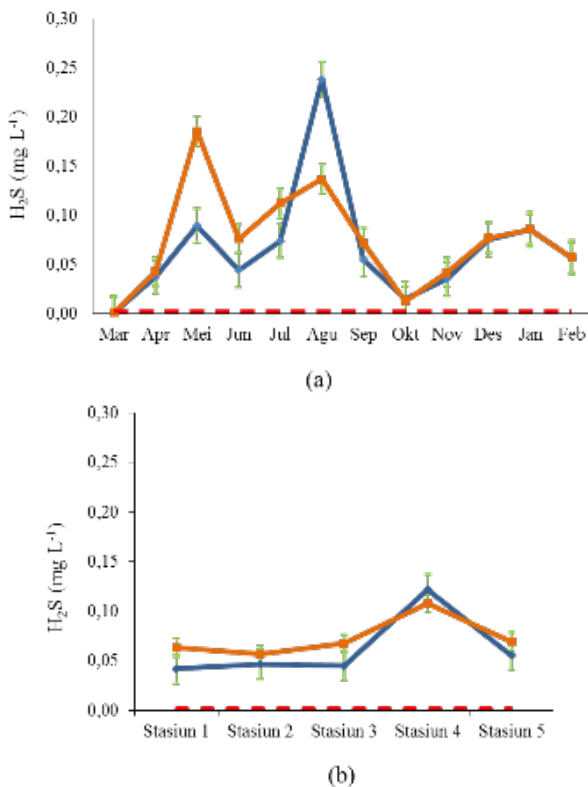 0,30
0,25
0,20
0,15
0,10
0,05
0,00
H₂S (mg L⁻¹)
Mar Apr Mei Jun Jul Agu Sep Okt Nov Des Jan Feb
(a)
0,30
0,25
0,20
0,15
0,10
0,05
0,00
H₂S (mg L⁻¹)
Stasiun 1 Stasiun 2 Stasiun 3 Stasiun 4 Stasiun 5
(b)